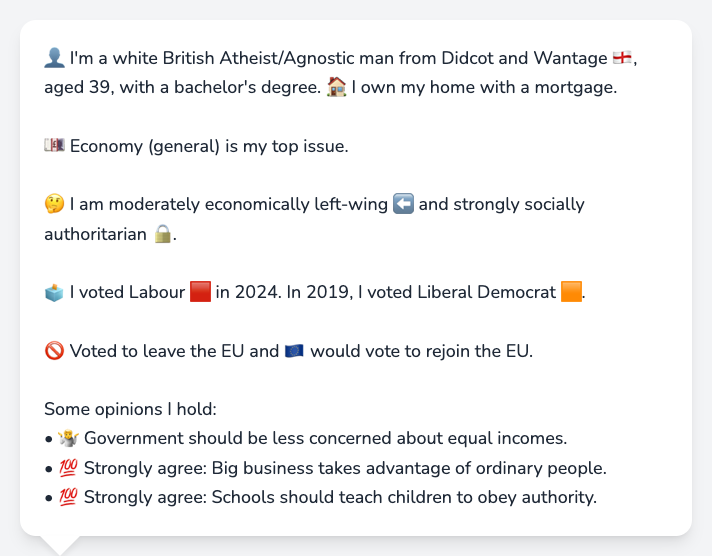 👤 I'm a white British Atheist/Agnostic man from Didcot and Wantage 🏴󠁧󠁢󠁥󠁮󠁧󠁿,
aged 39, with a bachelor's degree. 🏠 I own my home with a mortgage.
💷 Economy (general) is my top issue.
🤔 I am moderately economically left-wing ⬅️ and strongly socially
authoritarian 🔒.
🗳️ I voted Labour 🟥 in 2024. In 2019, I voted Liberal Democrat 🟧.
🚫 Voted to leave the EU and 🇪🇺 would vote to rejoin the EU.
Some opinions I hold:
• 🤷 Government should be less concerned about equal incomes.
• 💯 Strongly agree: Big business takes advantage of ordinary people.
• 💯 Strongly agree: Schools should teach children to obey authority.